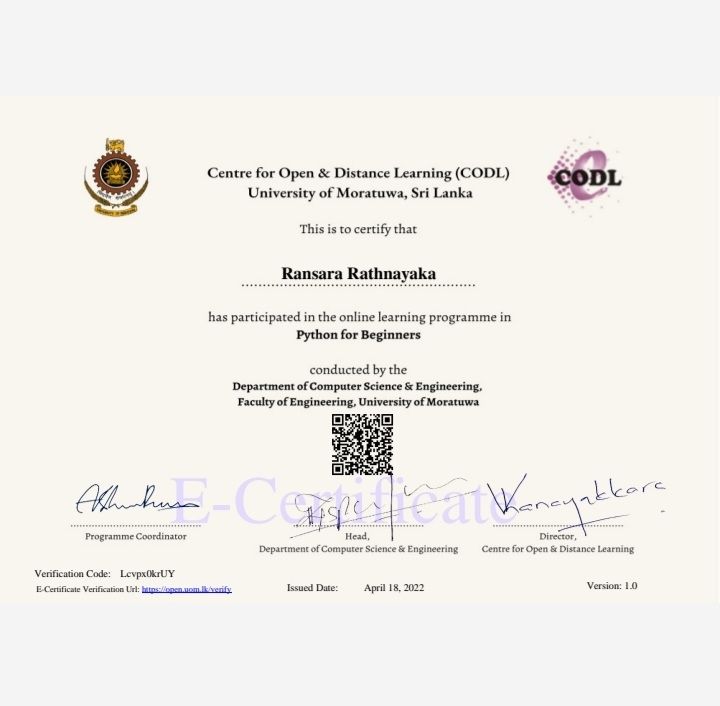 Centre for Open & Distance Learning (CODL)
University of Moratuwa, Sri Lanka
CODL
This is to certify that
Ransara Rathnayaka
has participated in the online learning programme in
Python for Beginners
conducted by the
Department of Computer Science & Engineering,
Faculty of Engineering, University of Moratuwa
E-Certificate
Programme Coordinator
Head,
Department of Computer Science & Engineering
Director,
Centre for Open & Distance Learning
Verification Code: Lcvpx0krUY
E-Certificate Verification Url: https://open.uom.lk/verify
Issued Date: April 18, 2022
Version: 1.0